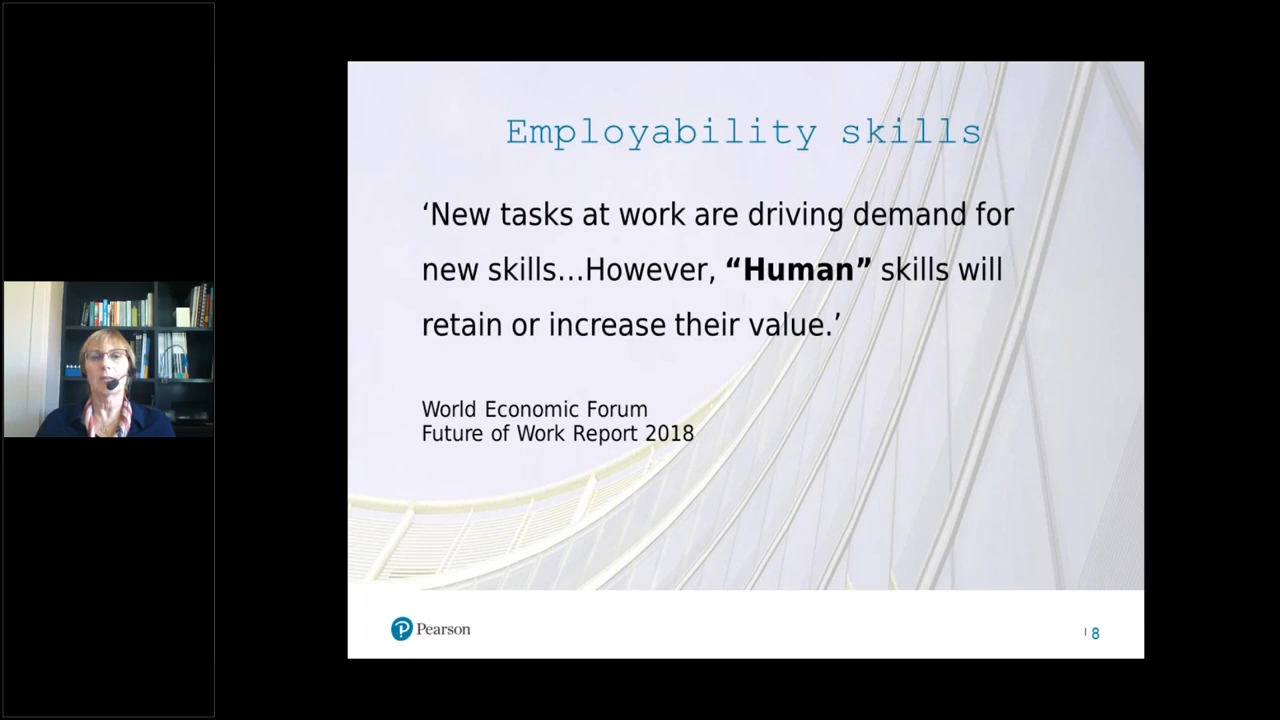 Employability skills
‘New tasks at work are driving demand for
new skills…However, “Human” skills will
retain or increase their value.’
World Economic Forum
Future of Work Report 2018
Pearson
8